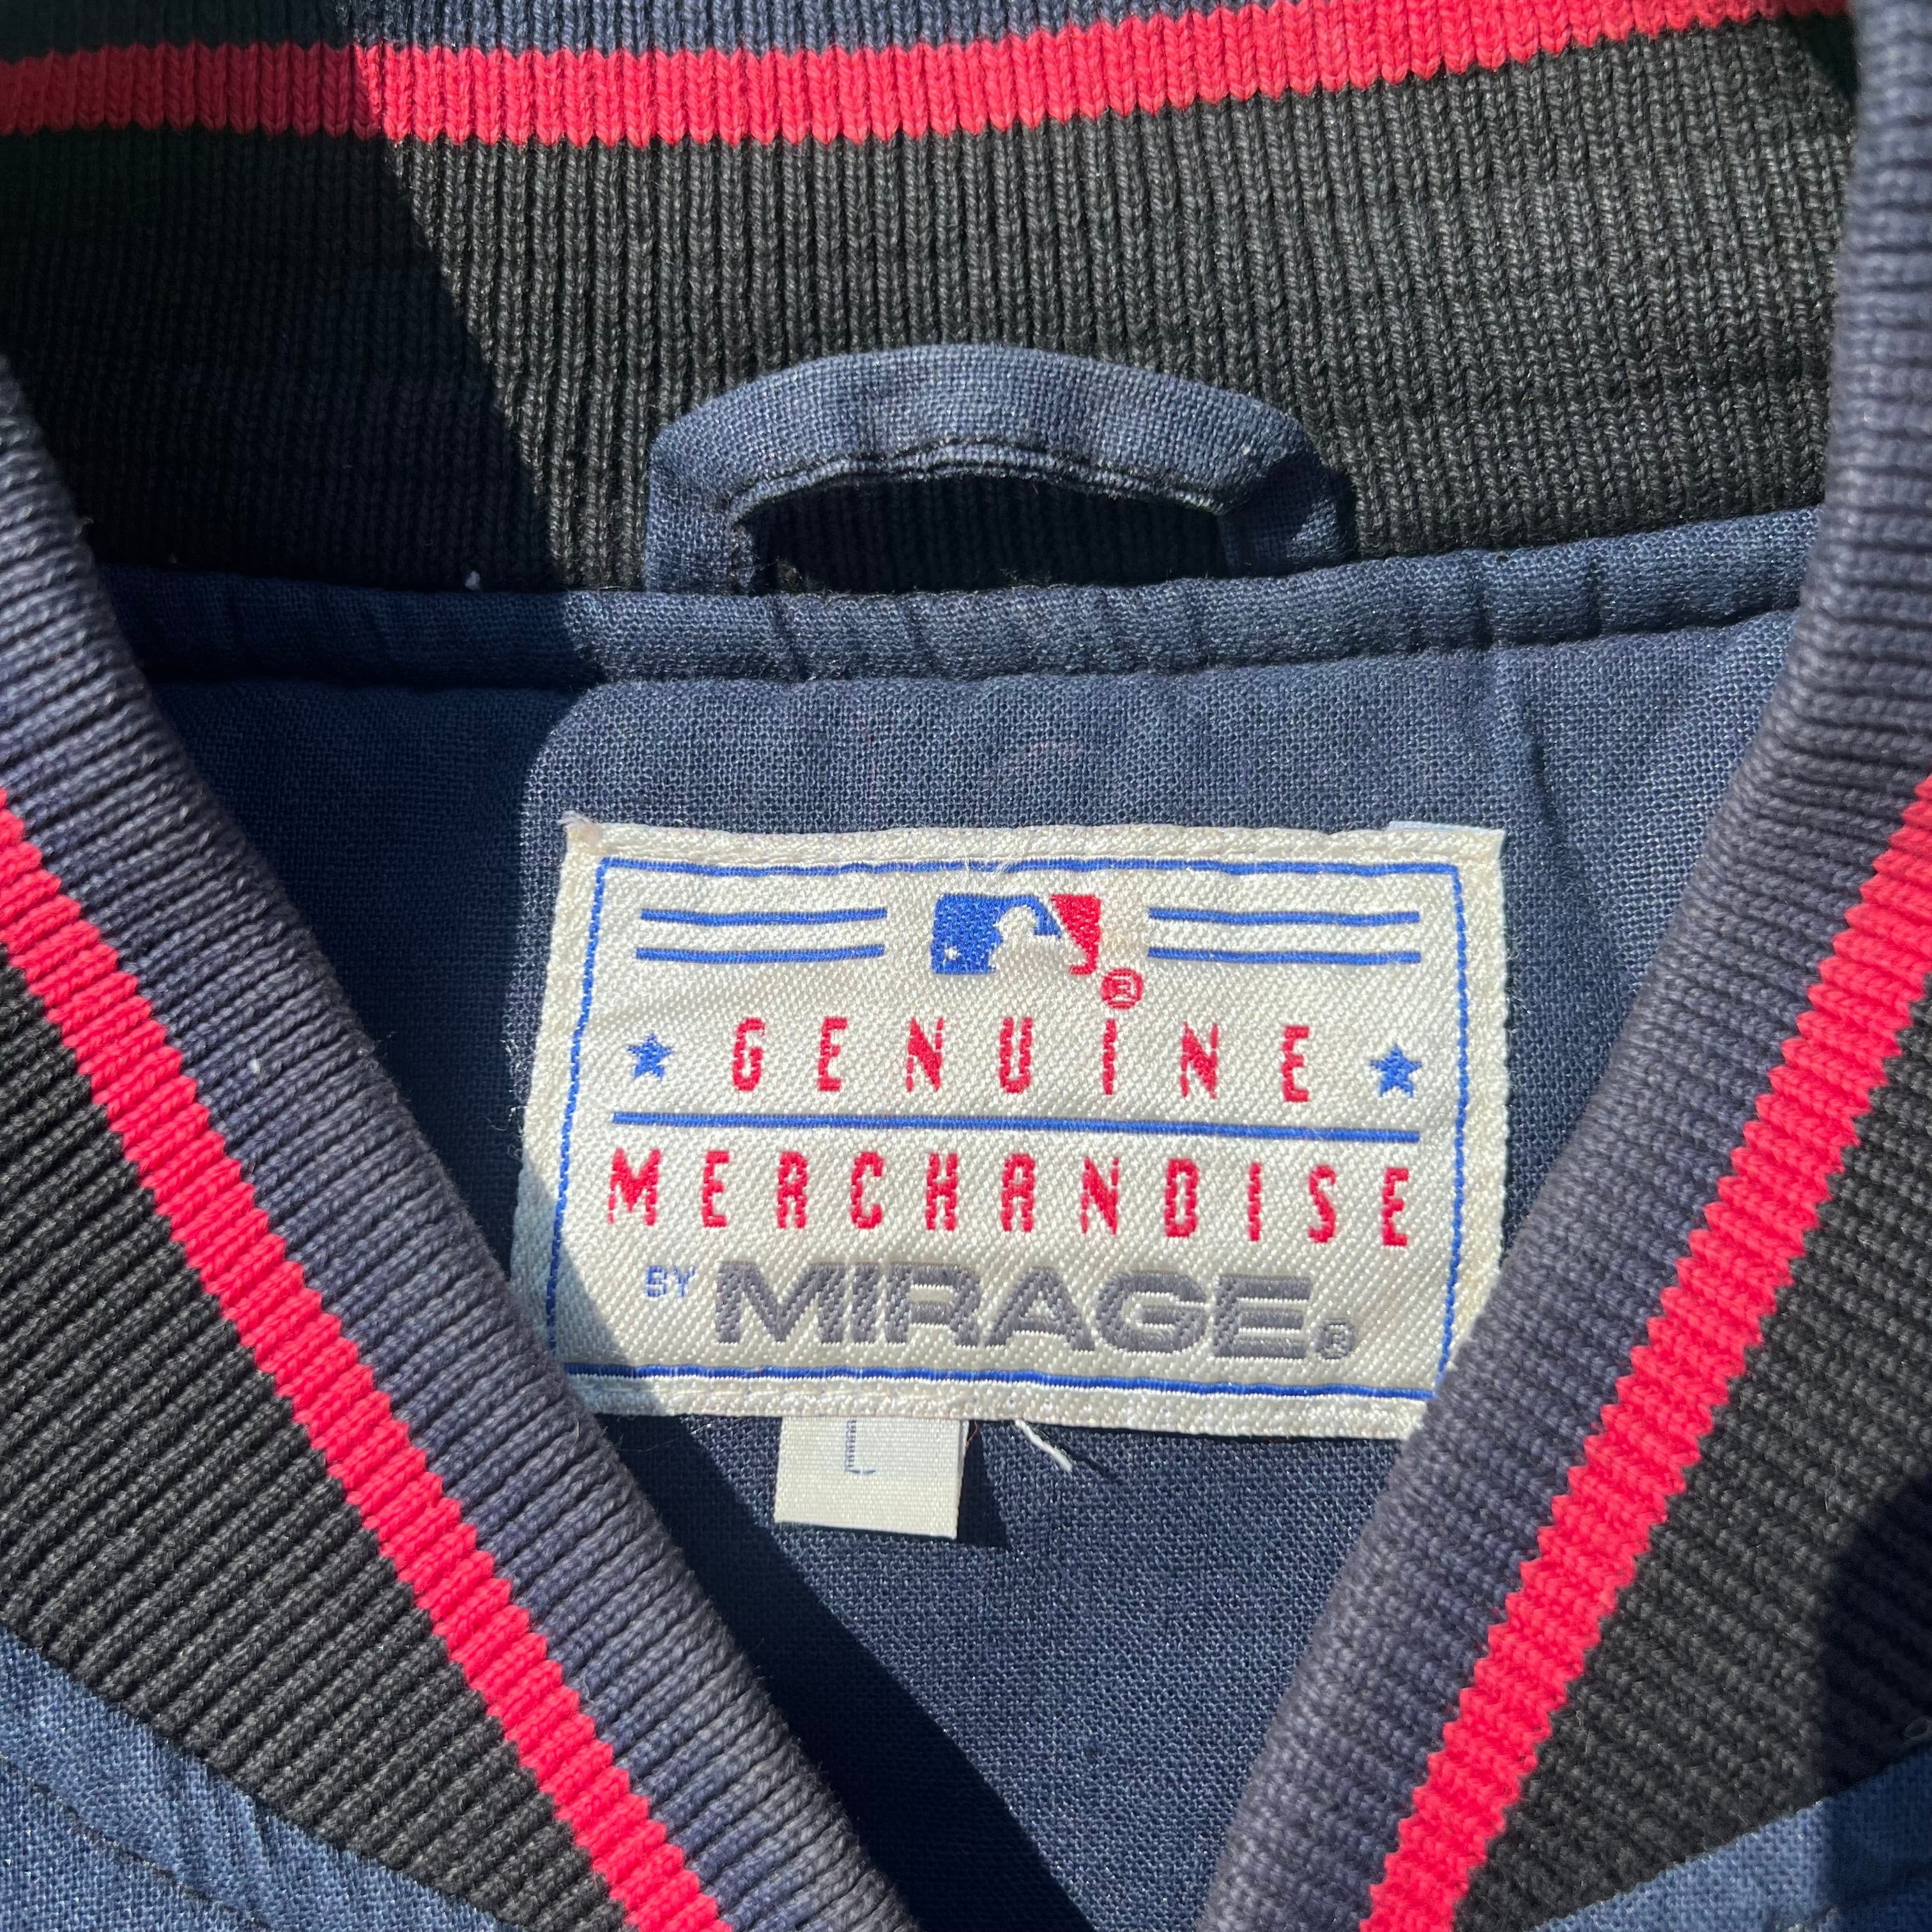 ®
GENUINE
MERCHANDISE
BY MIRAGE®
L